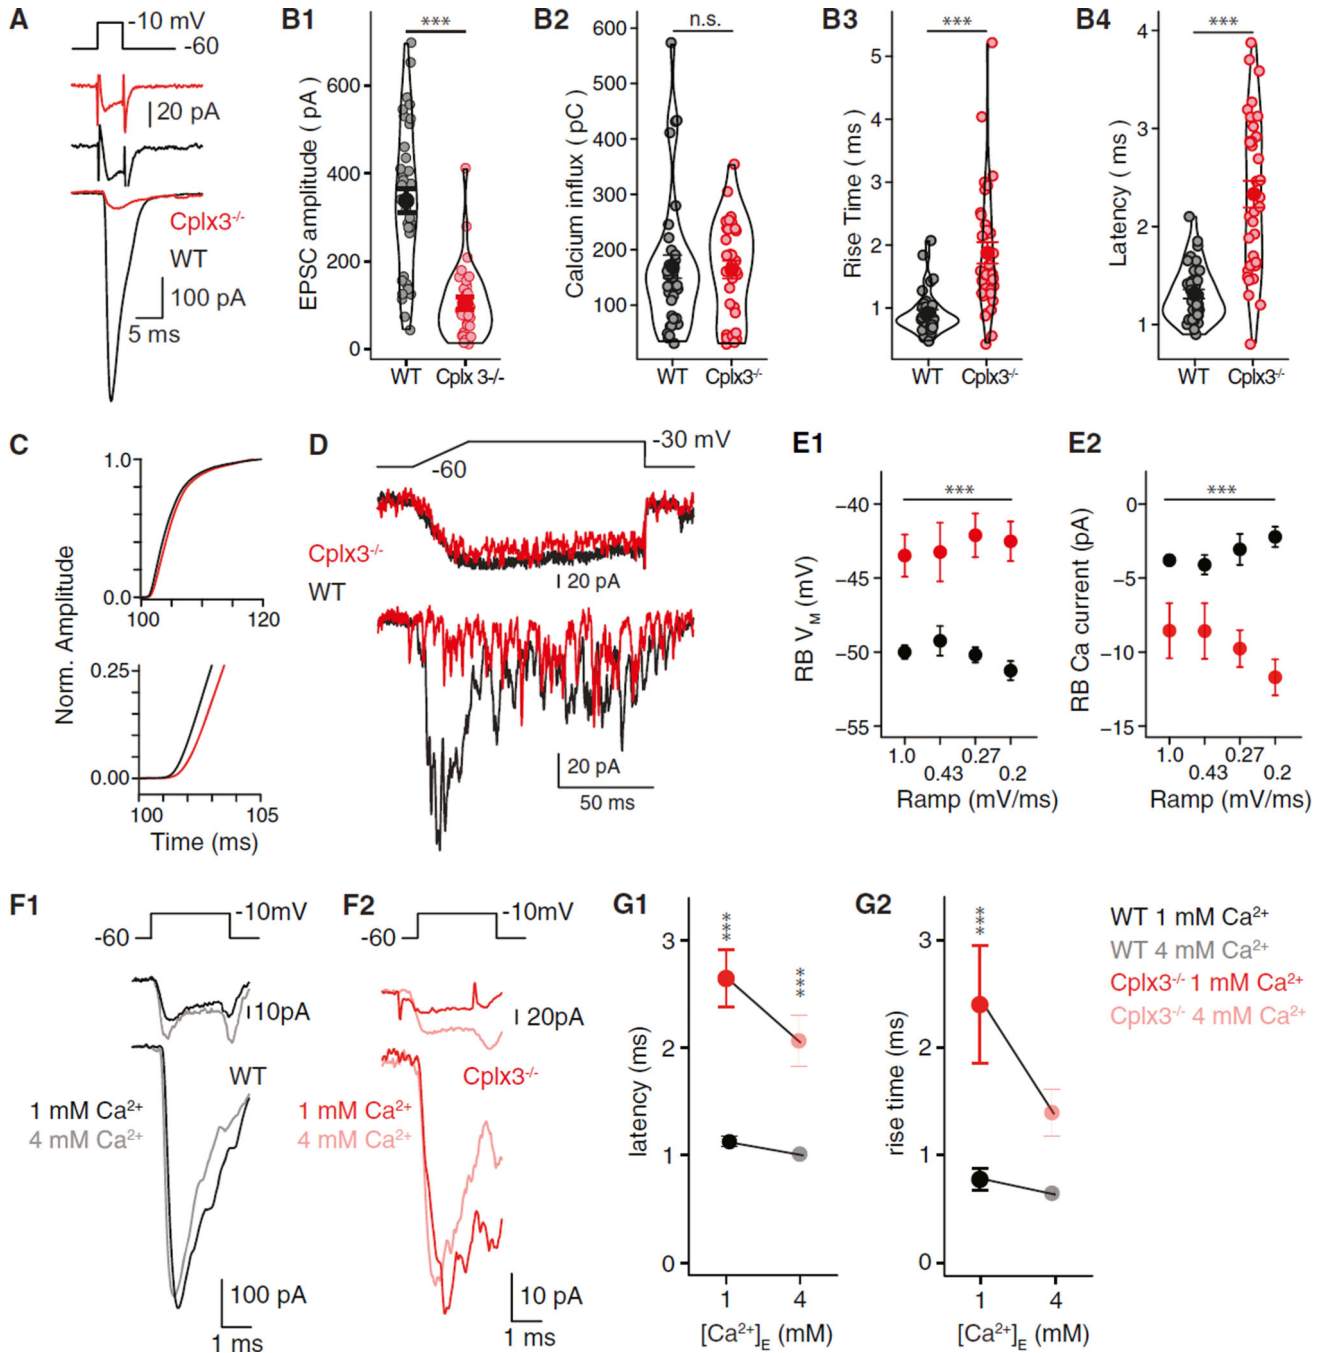 A
-10 mV
-60
20 pA
Cplx3-/-
WT
100 pA
5 ms
B1
***
EPSC amplitude ( pA )
600
400
200
0
WT
Cplx 3-/-
B2
n.s.
Calcium influx ( pC )
600
500
400
300
200
100
WT
Cplx3-/-
B3
***
Rise Time ( ms )
5
4
3
2
1
WT
Cplx3-/-
B4
***
Latency ( ms )
4
3
2
1
WT
Cplx3-/-
C
Norm. Amplitude
1.0
0.0
100
120
0.25
0.00
100
105
Time (ms)
D
-30 mV
-60
Cplx3-/-
WT
20 pA
20 pA
50 ms
E1
***
RB VM (mV)
−40
−45
−50
−55
1.0
0.43
0.27
0.2
Ramp (mV/ms)
E2
***
RB Ca current (pA)
0
−5
−10
−15
1.0
0.43
0.27
0.2
Ramp (mV/ms)
F1
-10mV
-60
10pA
WT
1 mM Ca2+
4 mM Ca2+
100 pA
1 ms
F2
-10mV
-60
20pA
Cplx3-/-
1 mM Ca2+
4 mM Ca2+
10 pA
1 ms
G1
***
***
latency (ms)
3
2
1
0
1
4
[Ca2+]E (mM)
G2
***
rise time (ms)
3
2
1
0
1
4
[Ca2+]E (mM)
WT 1 mM Ca2+
WT 4 mM Ca2+
Cplx3-/- 1 mM Ca2+
Cplx3-/- 4 mM Ca2+